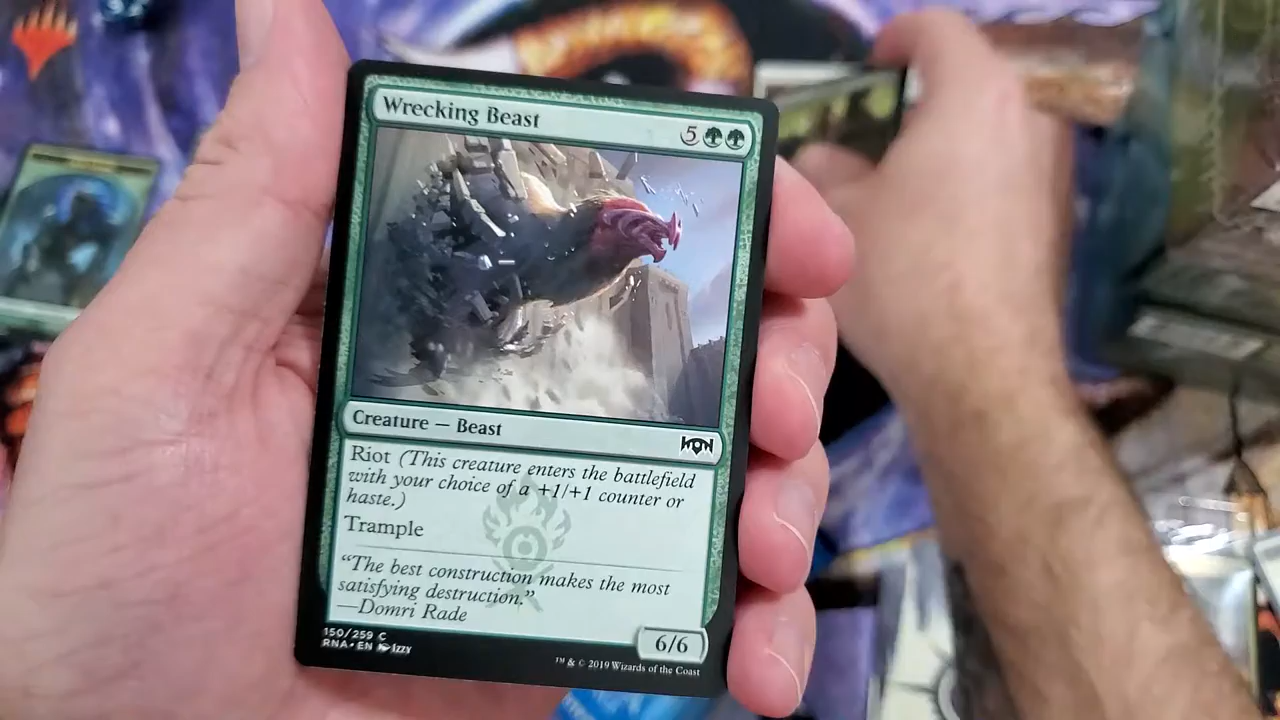 Wrecking Beast 5
Creature — Beast
Riot (This creature enters the battlefield
with your choice of a +1/+1 counter or
haste.)
Trample
“The best construction makes the most
satisfying destruction.”
—Domri Rade
6/6
150/259 C
RNA • EN Izzy
™ & © 2019 Wizards of the Coast